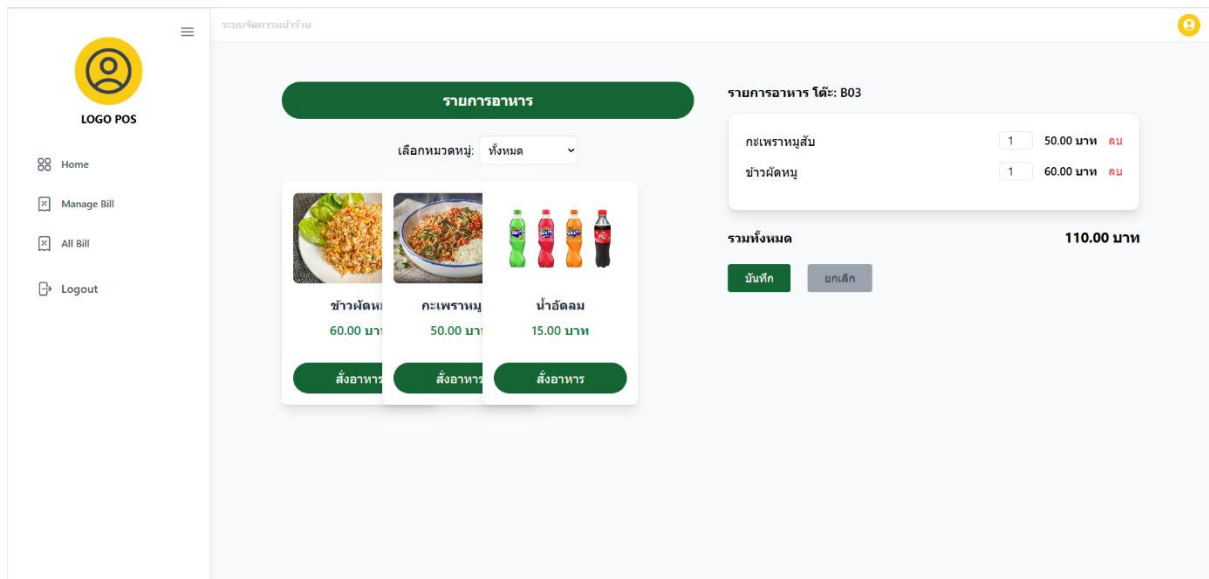 ระบบจัดการหน้าร้าน
LOGO POS
Home
Manage Bill
All Bill
Logout
รายการอาหาร
เลือกหมวดหมู่: ทั้งหมด
ข้าวผัดห กะเพราหมู น้ำอัดลม
60.00 บา 50.00 บา 15.00 บาท
สั่งอาหาร สั่งอาหาร สั่งอาหาร
รายการอาหาร โต๊ะ: B03
กะเพราหมูสับ 1 50.00 บาท ลบ
ข้าวผัดหมู 1 60.00 บาท ลบ
รวมทั้งหมด 110.00 บาท
บันทึก ยกเลิก